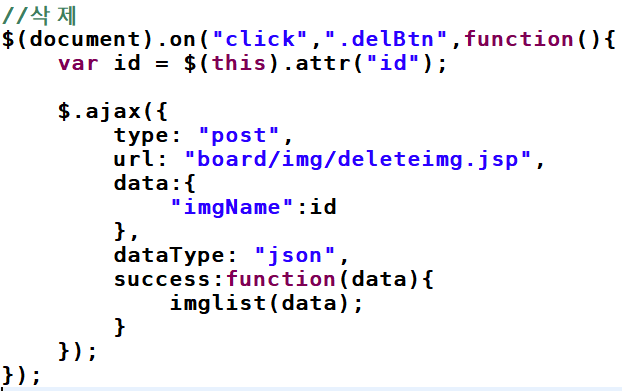 //삭제
$(document).on("click",".delBtn",function(){
    var id = $(this).attr("id");

    $.ajax({
        type: "post",
        url: "board/img/deleteimg.jsp",
        data:{
            "imgName":id
        },
        dataType: "json",
        success:function(data){
            imglist(data);
        }
    });
});